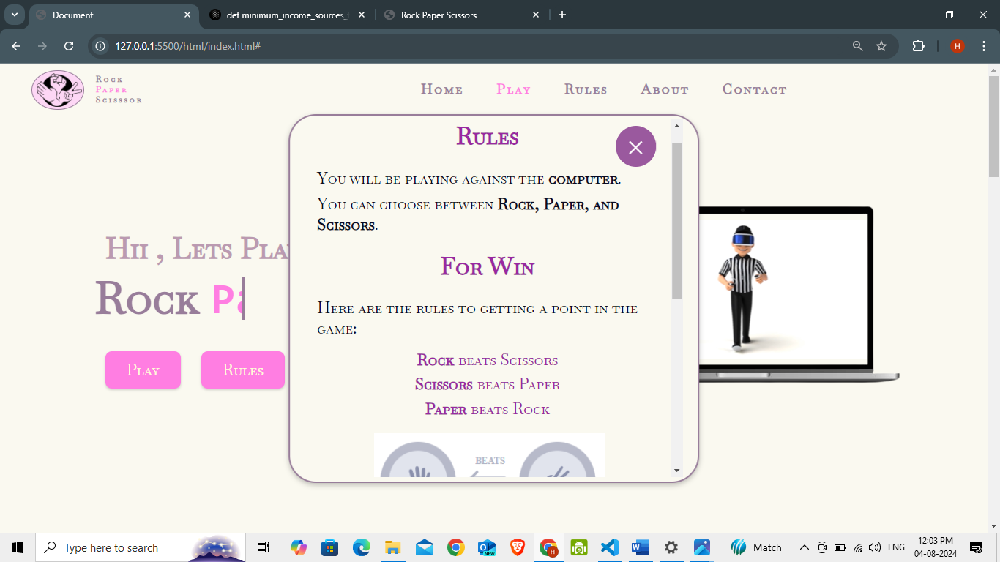 Document
def minimum_income_sources_
Rock Paper Scissors
127.0.0.1:5500/html/index.html#
H
Rock
Paper
Scisssor
Home
Play
Rules
About
Contact
Rules
You will be playing against the computer.
You can choose between Rock, Paper, and
Scissors.
For Win
Here are the rules to getting a point in the
game:
Rock beats Scissors
Scissors beats Paper
Paper beats Rock
BEATS
Hii , Lets Play
Rock Pa
Play
Rules
Type here to search
NEW
H
Match
ENG
12:03 PM
04-08-2024